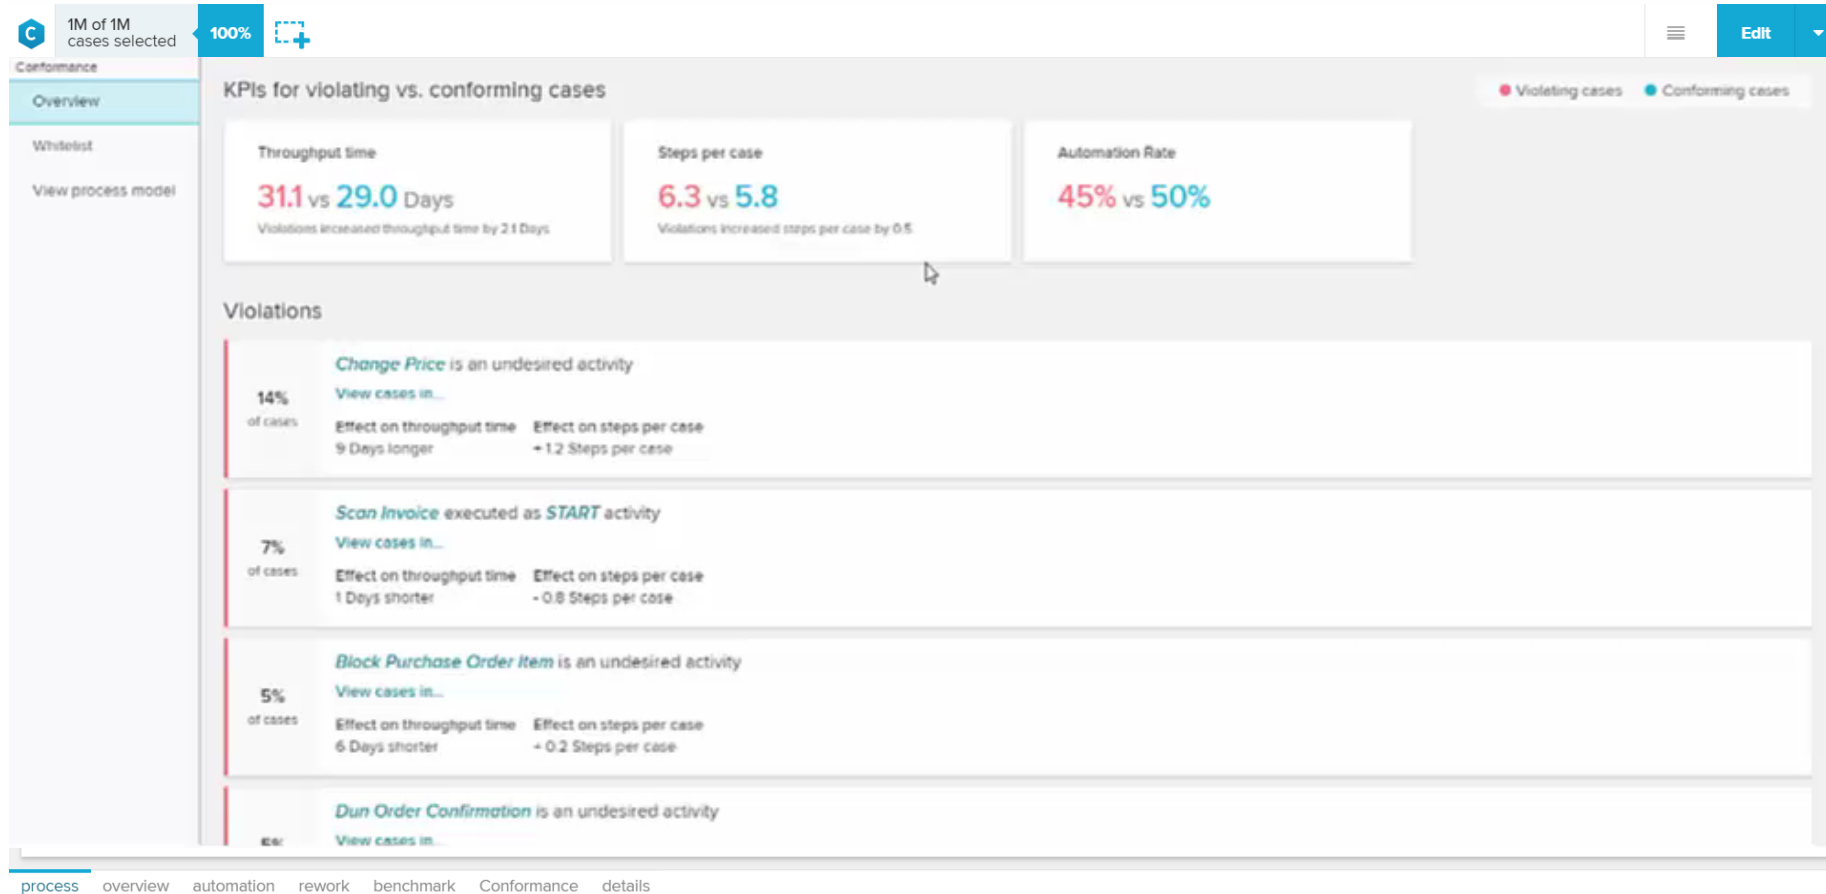 C
1M of 1M
cases selected
100%
Edit
Conformance
Overview
Whitelist
View process model
KPIs for violating vs. conforming cases
Violating cases
Conforming cases
Throughput time
31.1 vs 29.0 Days
Violations increased throughput time by 2.1 Days
Steps per case
6.3 vs 5.8
Violations increased steps per case by 0.5
Automation Rate
45% vs 50%
Violations
14%
of cases
Change Price is an undesired activity
View cases in...
Effect on throughput time Effect on steps per case
9 Days longer + 1.2 Steps per case
7%
of cases
Scan Invoice executed as START activity
View cases in...
Effect on throughput time Effect on steps per case
1 Days shorter - 0.8 Steps per case
5%
of cases
Block Purchase Order Item is an undesired activity
View cases in...
Effect on throughput time Effect on steps per case
6 Days shorter + 0.2 Steps per case
5%
Dun Order Confirmation is an undesired activity
View cases in...
process overview automation rework benchmark Conformance details